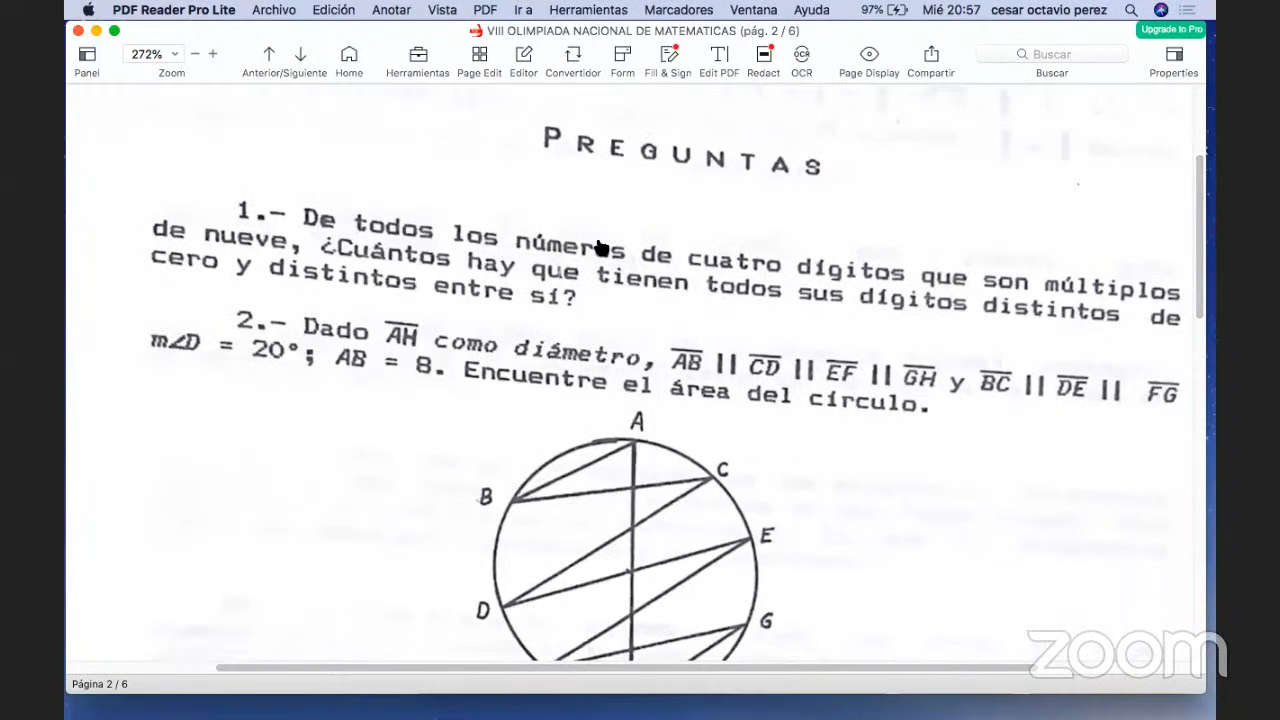 PDF Reader Pro Lite Archivo Edición Anotar Vista PDF Ir a Herramientas Marcadores Ventana Ayuda 97% Mié 20:57 cesar octavio perez
VIII OLIMPIADA NACIONAL DE MATEMATICAS (pág. 2 / 6)
Upgrade to Pro
272% − + Buscar
Panel Zoom Anterior/Siguiente Home Herramientas Page Edit Editor Convertidor Form Fill & Sign Edit PDF Redact OCR Page Display Compartir Buscar Properties
PREGUNTAS
1.- De todos los números de cuatro dígitos que son múltiplos
de nueve, ¿Cuántos hay que tienen todos sus dígitos distintos de
cero y distintos entre sí?
2.- Dado AH como diámetro, AB || CD || EF || GH y BC || DE || FG
m∠D = 20°; AB = 8. Encuentre el área del círculo.
A
C
B
E
D
G
zoom
Página 2 / 6